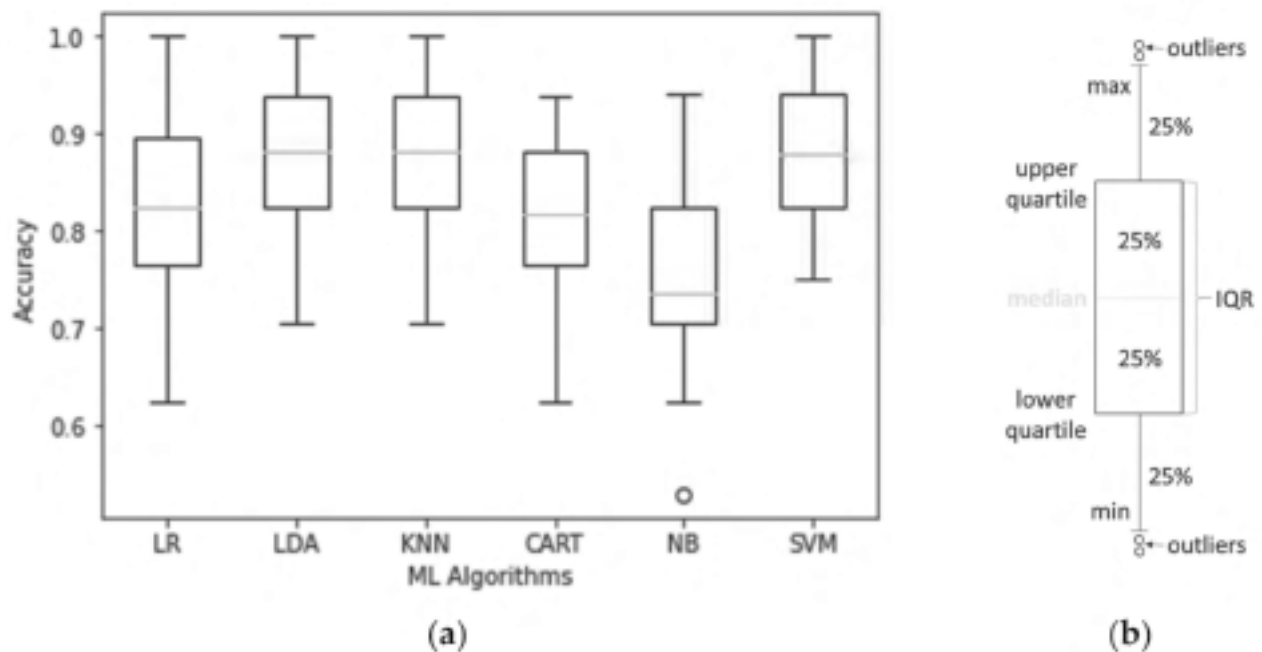 1.0
0.9
0.8
0.7
0.6
Accuracy
LR LDA KNN CART NB SVM
ML Algorithms
(a)
outliers
max
25%
upper
quartile
25%
median
IQR
25%
lower
quartile
25%
min
outliers
(b)